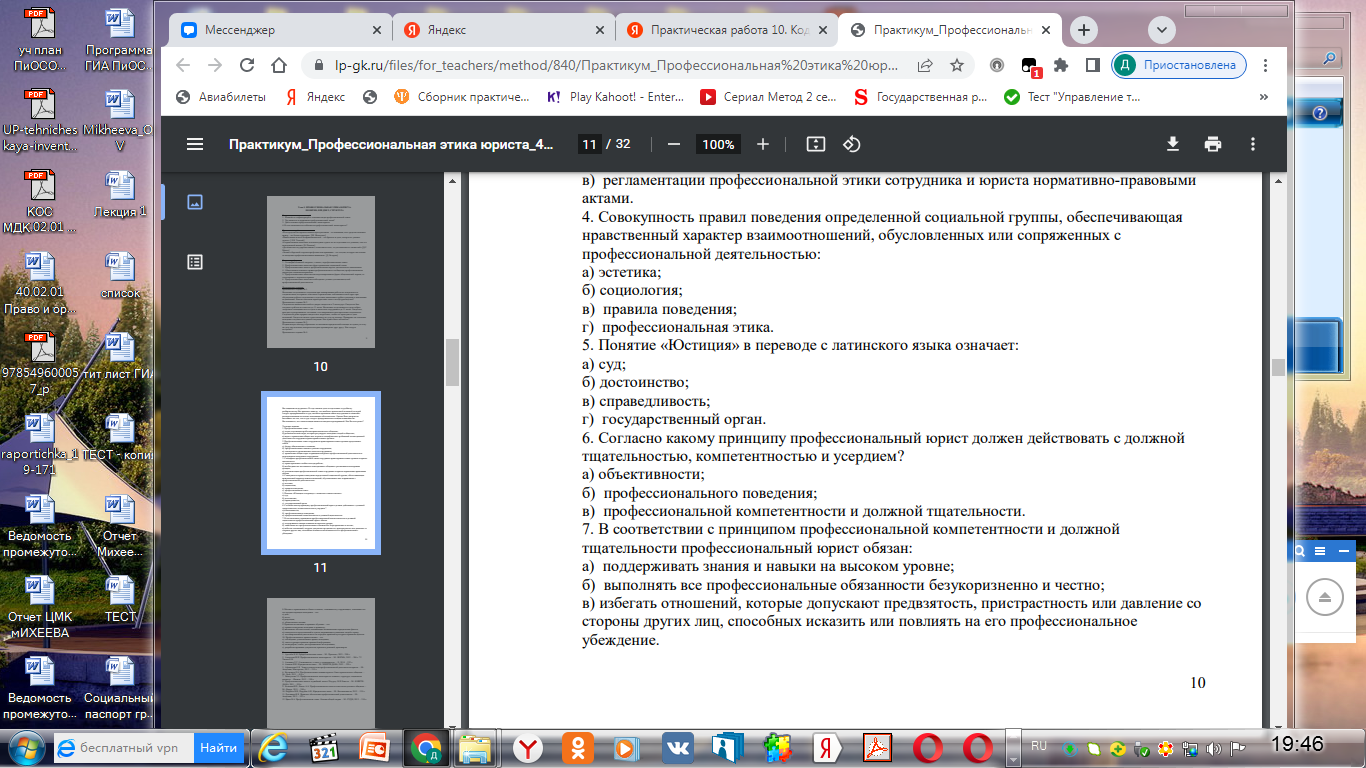 уч план
ПиОСО...
Программа
ГИА ПиОС...
UP-tehniches
kaya-invent...
Mikheeva_O
V
КОС
МДК.02.01 ...
Лекция 1
40.02.01
Право и ор...
список
97854960005
7_p
тит лист ГИА
raportichka_1
9-171
ТЕСТ - копия
Ведомость
промежуто...
Отчет
Михее...
Отчет ЦМК
мИХЕЕВА
ТЕСТ
Ведомость
промежуто...
Социальный
паспорт гр...
Мессенджер
Яндекс
Практическая работа 10. Код
Практикум_Профессиональн
lp-gk.ru/files/for_teachers/method/840/Практикум_Профессиональная%20этика%20юр...
1
Д Приостановлена
Авиабилеты
Яндекс
Сборник практиче...
K! Play Kahoot! - Enter...
Сериал Метод 2 се...
Государственная р...
Тест "Управление т...
»
Практикум_Профессиональная этика юриста_4...
11 / 32
100%
10
11
в) регламентации профессиональной этики сотрудника и юриста нормативно-правовыми
актами.
4. Совокупность правил поведения определенной социальной группы, обеспечивающая
нравственный характер взаимоотношений, обусловленных или сопряженных с
профессиональной деятельностью:
а) эстетика;
б) социология;
в) правила поведения;
г) профессиональная этика.
5. Понятие «Юстиция» в переводе с латинского языка означает:
а) суд;
б) достоинство;
в) справедливость;
г) государственный орган.
6. Согласно какому принципу профессиональный юрист должен действовать с должной
тщательностью, компетентностью и усердием?
а) объективности;
б) профессионального поведения;
в) профессиональной компетентности и должной тщательности.
7. В соответствии с принципом профессиональной компетентности и должной
тщательности профессиональный юрист обязан:
а) поддерживать знания и навыки на высоком уровне;
б) выполнять все профессиональные обязанности безукоризненно и честно;
в) избегать отношений, которые допускают предвзятость, пристрастность или давление со
стороны других лиц, способных исказить или повлиять на его профессиональное
убеждение.
10
бесплатный vpn
Найти
321
RU
19:46